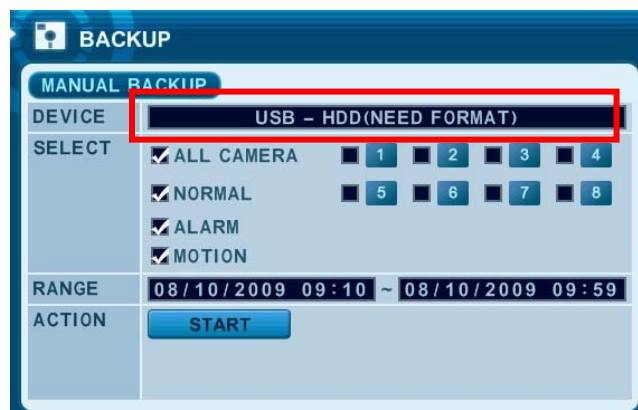 BACKUP
MANUAL BACKUP
DEVICE USB – HDD(NEED FORMAT)
SELECT ALL CAMERA 1 2 3 4
NORMAL 5 6 7 8
ALARM
MOTION
RANGE 08/10/2009 09:10 ~ 08/10/2009 09:59
ACTION START